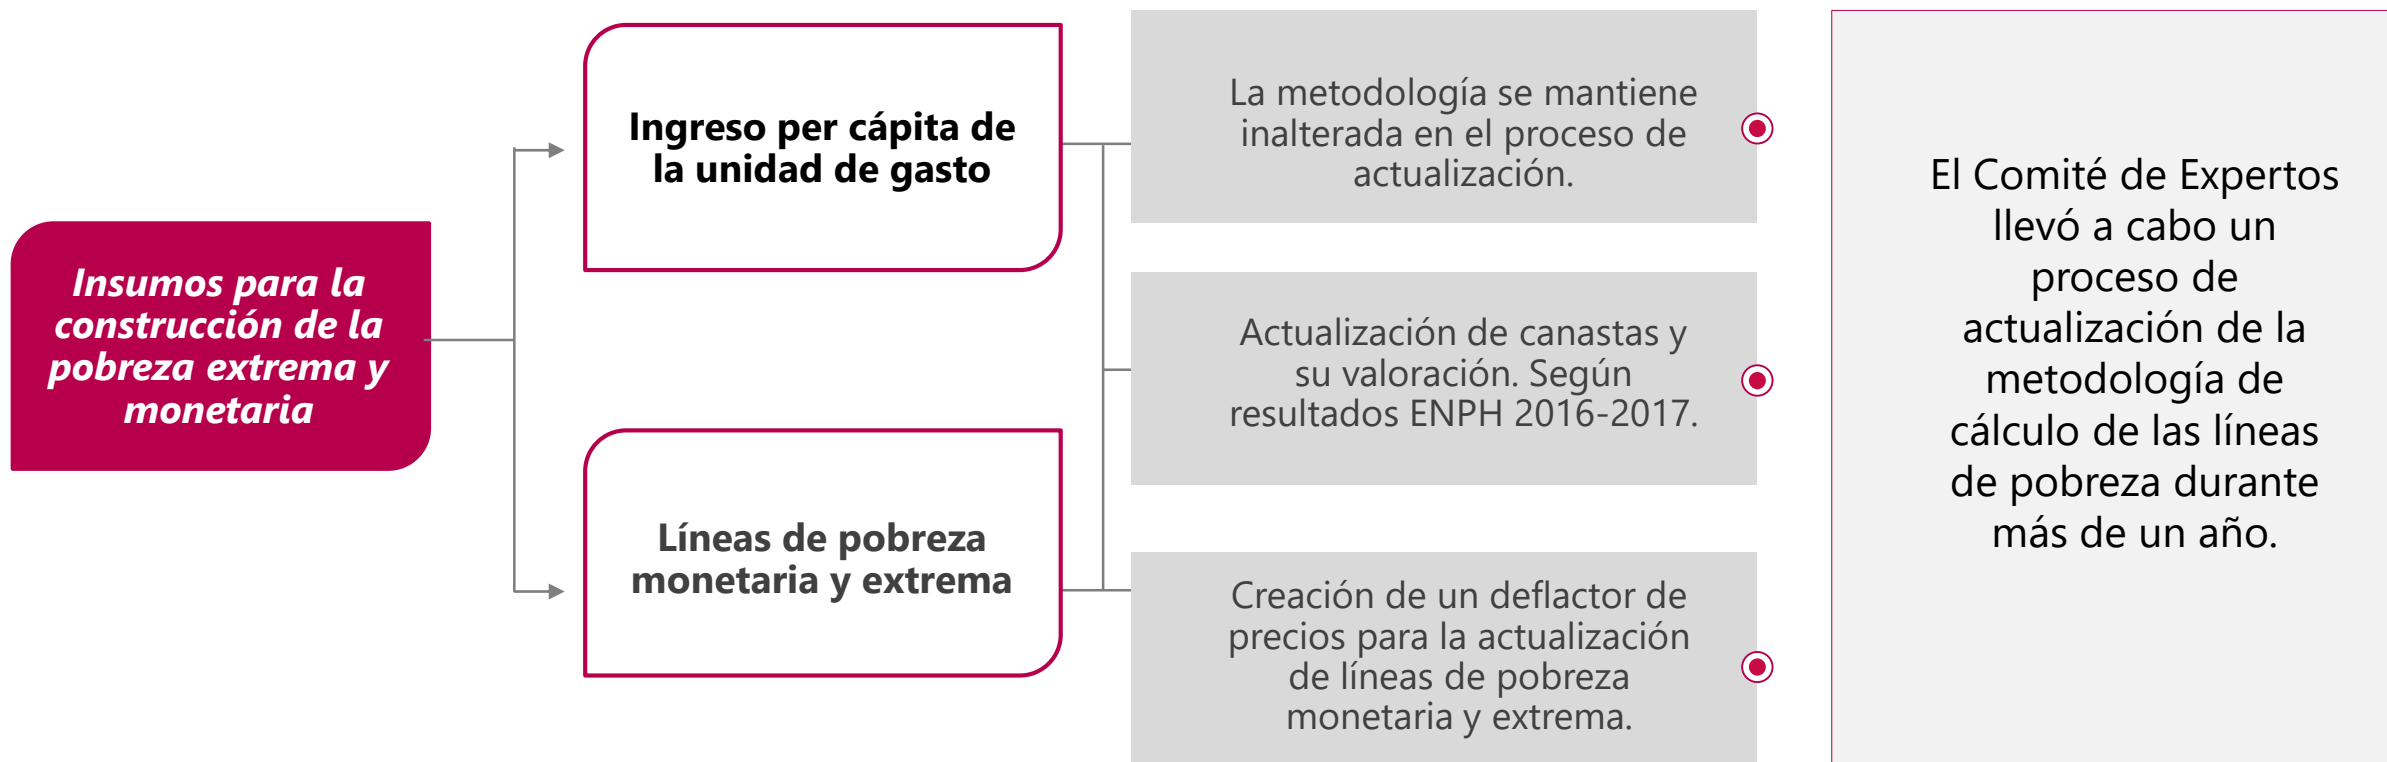 Insumos para la
construcción de la
pobreza extrema y
monetaria
Ingreso per cápita de
la unidad de gasto
Líneas de pobreza
monetaria y extrema
La metodología se mantiene
inalterada en el proceso de
actualización.
Actualización de canastas y
su valoración. Según
resultados ENPH 2016-2017.
Creación de un deflactor de
precios para la actualización
de líneas de pobreza
monetaria y extrema.
El Comité de Expertos
llevó a cabo un
proceso de
actualización de la
metodología de
cálculo de las líneas
de pobreza durante
más de un año.